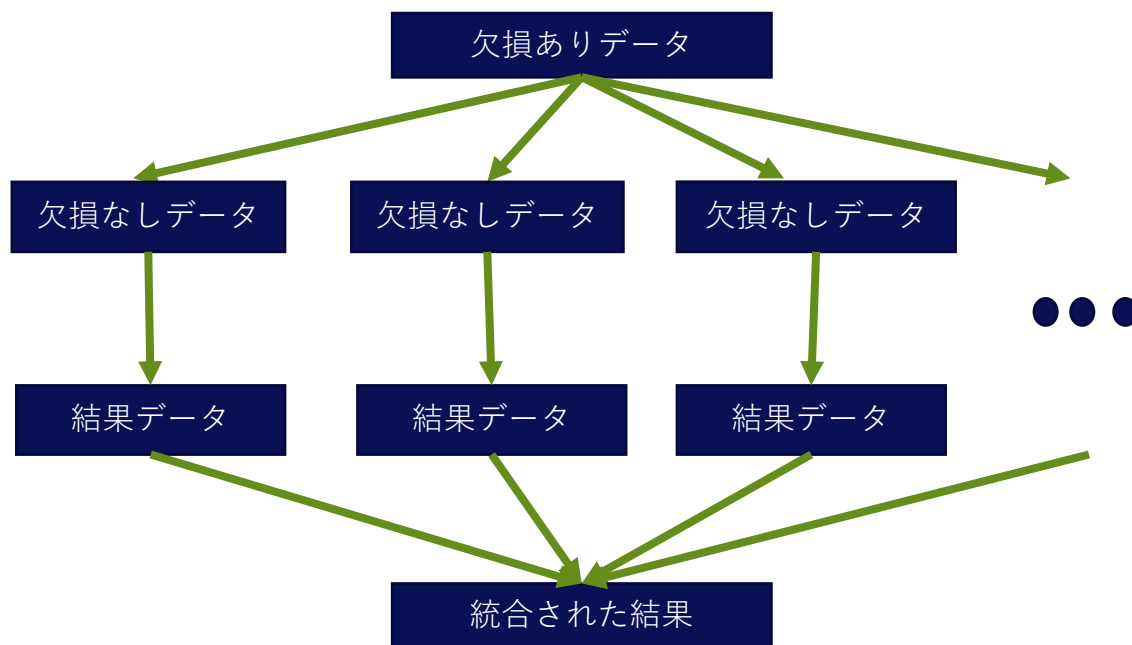 欠損ありデータ
欠損なしデータ
欠損なしデータ
欠損なしデータ
結果データ
結果データ
結果データ
統合された結果